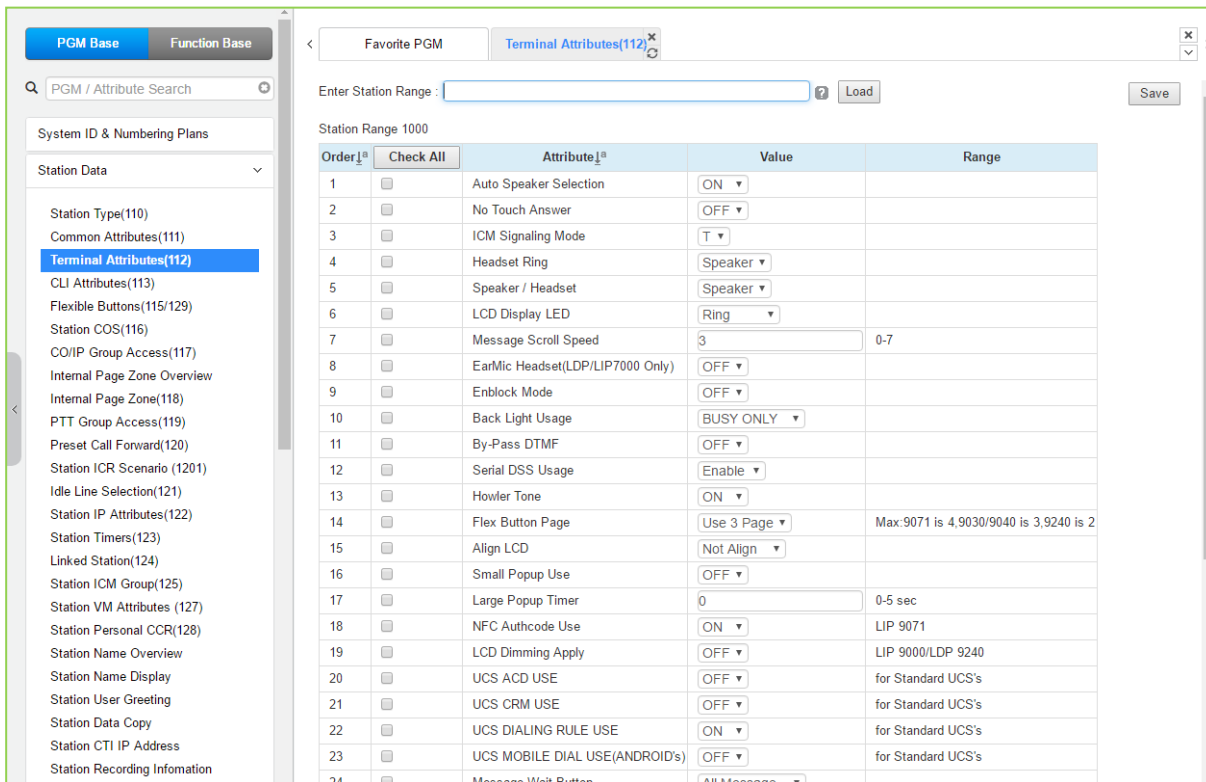 PGM Base Function Base
PGM / Attribute Search
System ID & Numbering Plans
Station Data
Station Type(110)
Common Attributes(111)
Terminal Attributes(112)
CLI Attributes(113)
Flexible Buttons(115/129)
Station COS(116)
CO/IP Group Access(117)
Internal Page Zone Overview
Internal Page Zone(118)
PTT Group Access(119)
Preset Call Forward(120)
Station ICR Scenario (1201)
Idle Line Selection(121)
Station IP Attributes(122)
Station Timers(123)
Linked Station(124)
Station ICM Group(125)
Station VM Attributes (127)
Station Personal CCR(128)
Station Name Overview
Station Name Display
Station User Greeting
Station Data Copy
Station CTI IP Address
Station Recording Infomation
Favorite PGM Terminal Attributes(112)
Enter Station Range : ? Load Save
Station Range 1000
Order Check All Attribute Value Range
1 Auto Speaker Selection ON
2 No Touch Answer OFF
3 ICM Signaling Mode T
4 Headset Ring Speaker
5 Speaker / Headset Speaker
6 LCD Display LED Ring
7 Message Scroll Speed 3 0-7
8 EarMic Headset(LDP/LIP7000 Only) OFF
9 Enblock Mode OFF
10 Back Light Usage BUSY ONLY
11 By-Pass DTMF OFF
12 Serial DSS Usage Enable
13 Howler Tone ON
14 Flex Button Page Use 3 Page Max:9071 is 4,9030/9040 is 3,9240 is 2
15 Align LCD Not Align
16 Small Popup Use OFF
17 Large Popup Timer 0 0-5 sec
18 NFC Authcode Use ON LIP 9071
19 LCD Dimming Apply OFF LIP 9000/LDP 9240
20 UCS ACD USE OFF for Standard UCS's
21 UCS CRM USE OFF for Standard UCS's
22 UCS DIALING RULE USE ON for Standard UCS's
23 UCS MOBILE DIAL USE(ANDROID's) OFF for Standard UCS's
24 Message Wait Button All Message